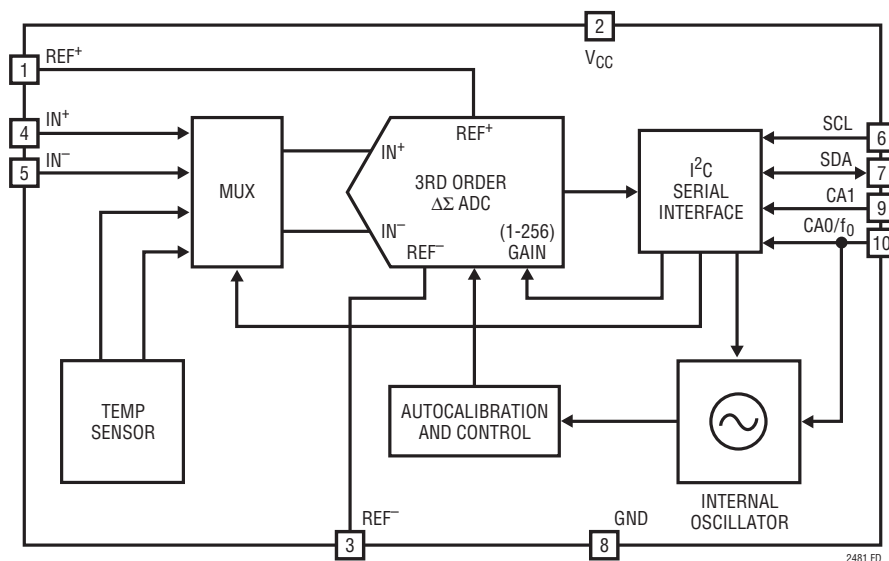 2
V_CC
1
REF⁺
4
IN⁺
5
IN⁻
MUX
REF⁺
IN⁺
3RD ORDER
ΔΣ ADC
IN⁻
REF⁻
(1-256)
GAIN
I²C
SERIAL
INTERFACE
SCL
6
SDA
7
CA1
9
CA0/f₀
10
TEMP
SENSOR
AUTOCALIBRATION
AND CONTROL
INTERNAL
OSCILLATOR
REF⁻
3
GND
8
2481 FD